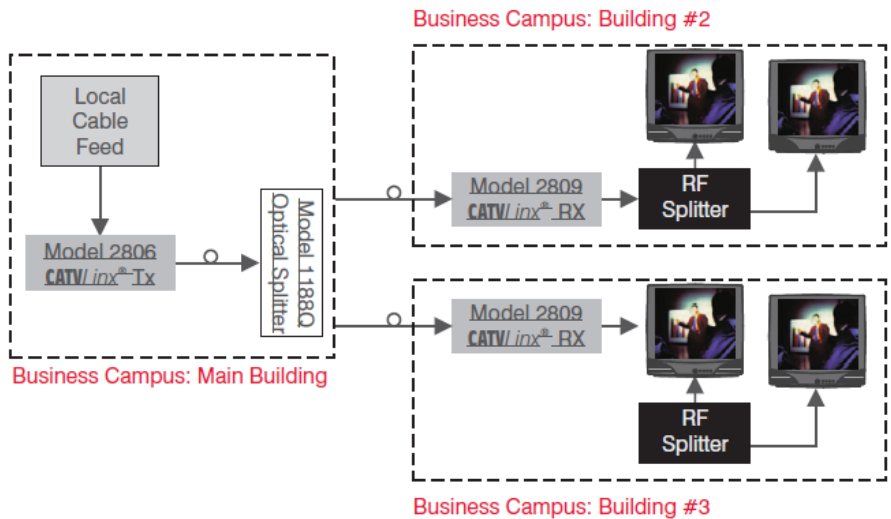 Business Campus: Building #2
Local
Cable
Feed
Model 2806
CATVLinx® Tx
Model 1188Q
Optical Splitter
Business Campus: Main Building
Model 2809
CATVLinx® RX
RF
Splitter
Model 2809
CATVLinx® RX
RF
Splitter
Business Campus: Building #3